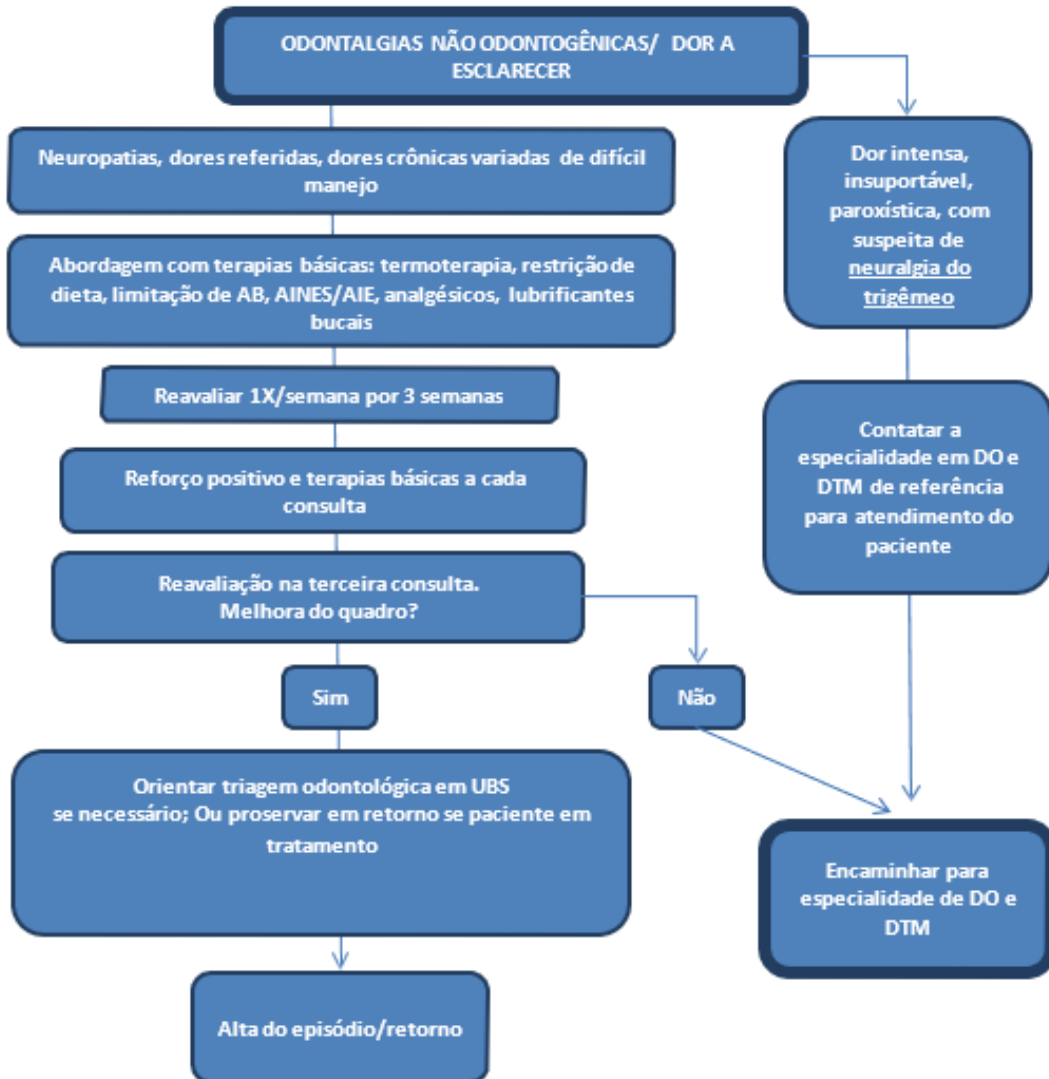 ODONTALGIAS NÃO ODONTOGÊNICAS/ DOR A
ESCLARECER
Neuropatias, dores referidas, dores crônicas variadas de difícil
manejo
Abordagem com terapias básicas: termoterapia, restrição de
dieta, limitação de AB, AINES/AIE, analgésicos, lubrificantes
bucais
Reavaliar 1X/semana por 3 semanas
Reforço positivo e terapias básicas a cada
consulta
Reavaliação na terceira consulta.
Melhora do quadro?
Sim
Não
Orientar triagem odontológica em UBS
se necessário; Ou proservar em retorno se paciente em
tratamento
Alta do episódio/retorno
Dor intensa,
insuportável,
paroxística, com
suspeita de
neuralgia do
trigêmeo
Contatar a
especialidade em DO e
DTM de referência
para atendimento do
paciente
Encaminhar para
especialidade de DO e
DTM